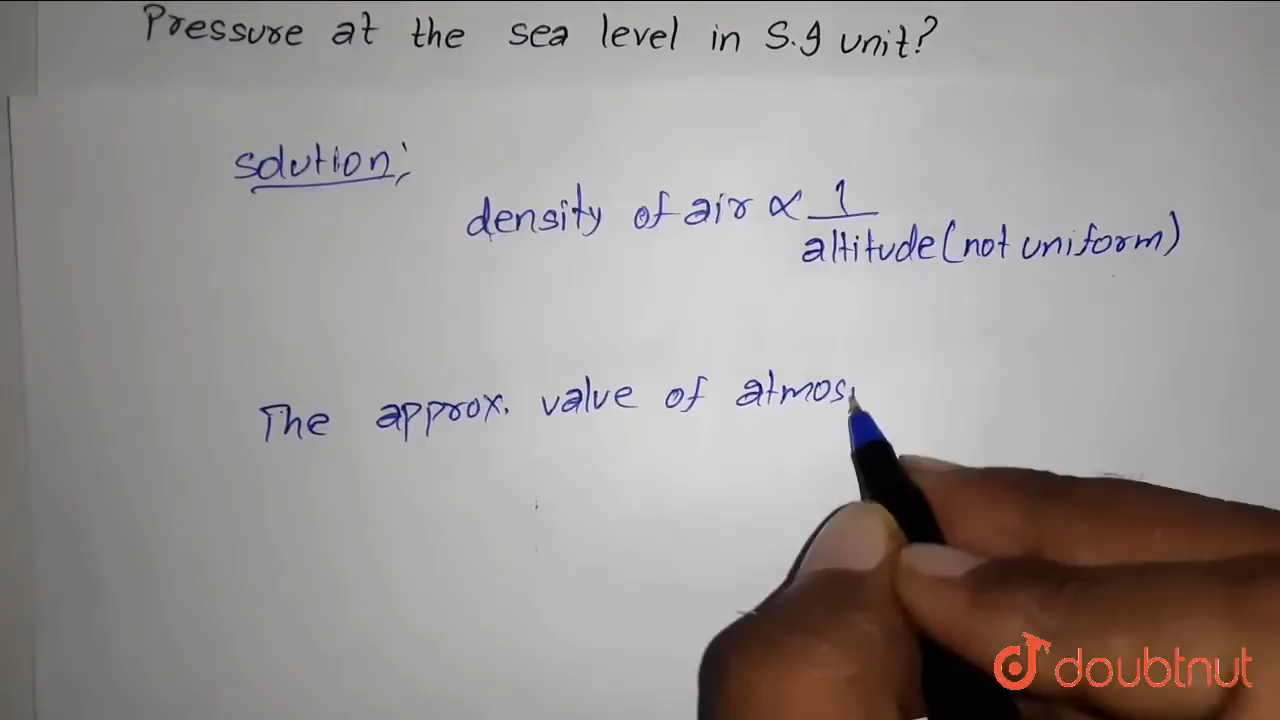 Pressure at the sea level in S.I unit?
solution;
density of air ∝ 1
altitude (not uniform)
The approx. value of atmos
doubtnut